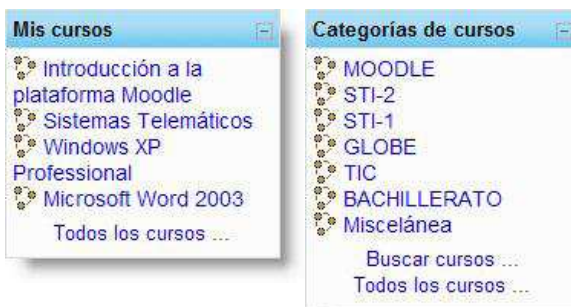 Mis cursos
Introducción a la
plataforma Moodle
Sistemas Telemáticos
Windows XP
Professional
Microsoft Word 2003
Todos los cursos ...
Categorías de cursos
MOODLE
STI-2
STI-1
GLOBE
TIC
BACHILLERATO
Miscelánea
Buscar cursos ...
Todos los cursos ...